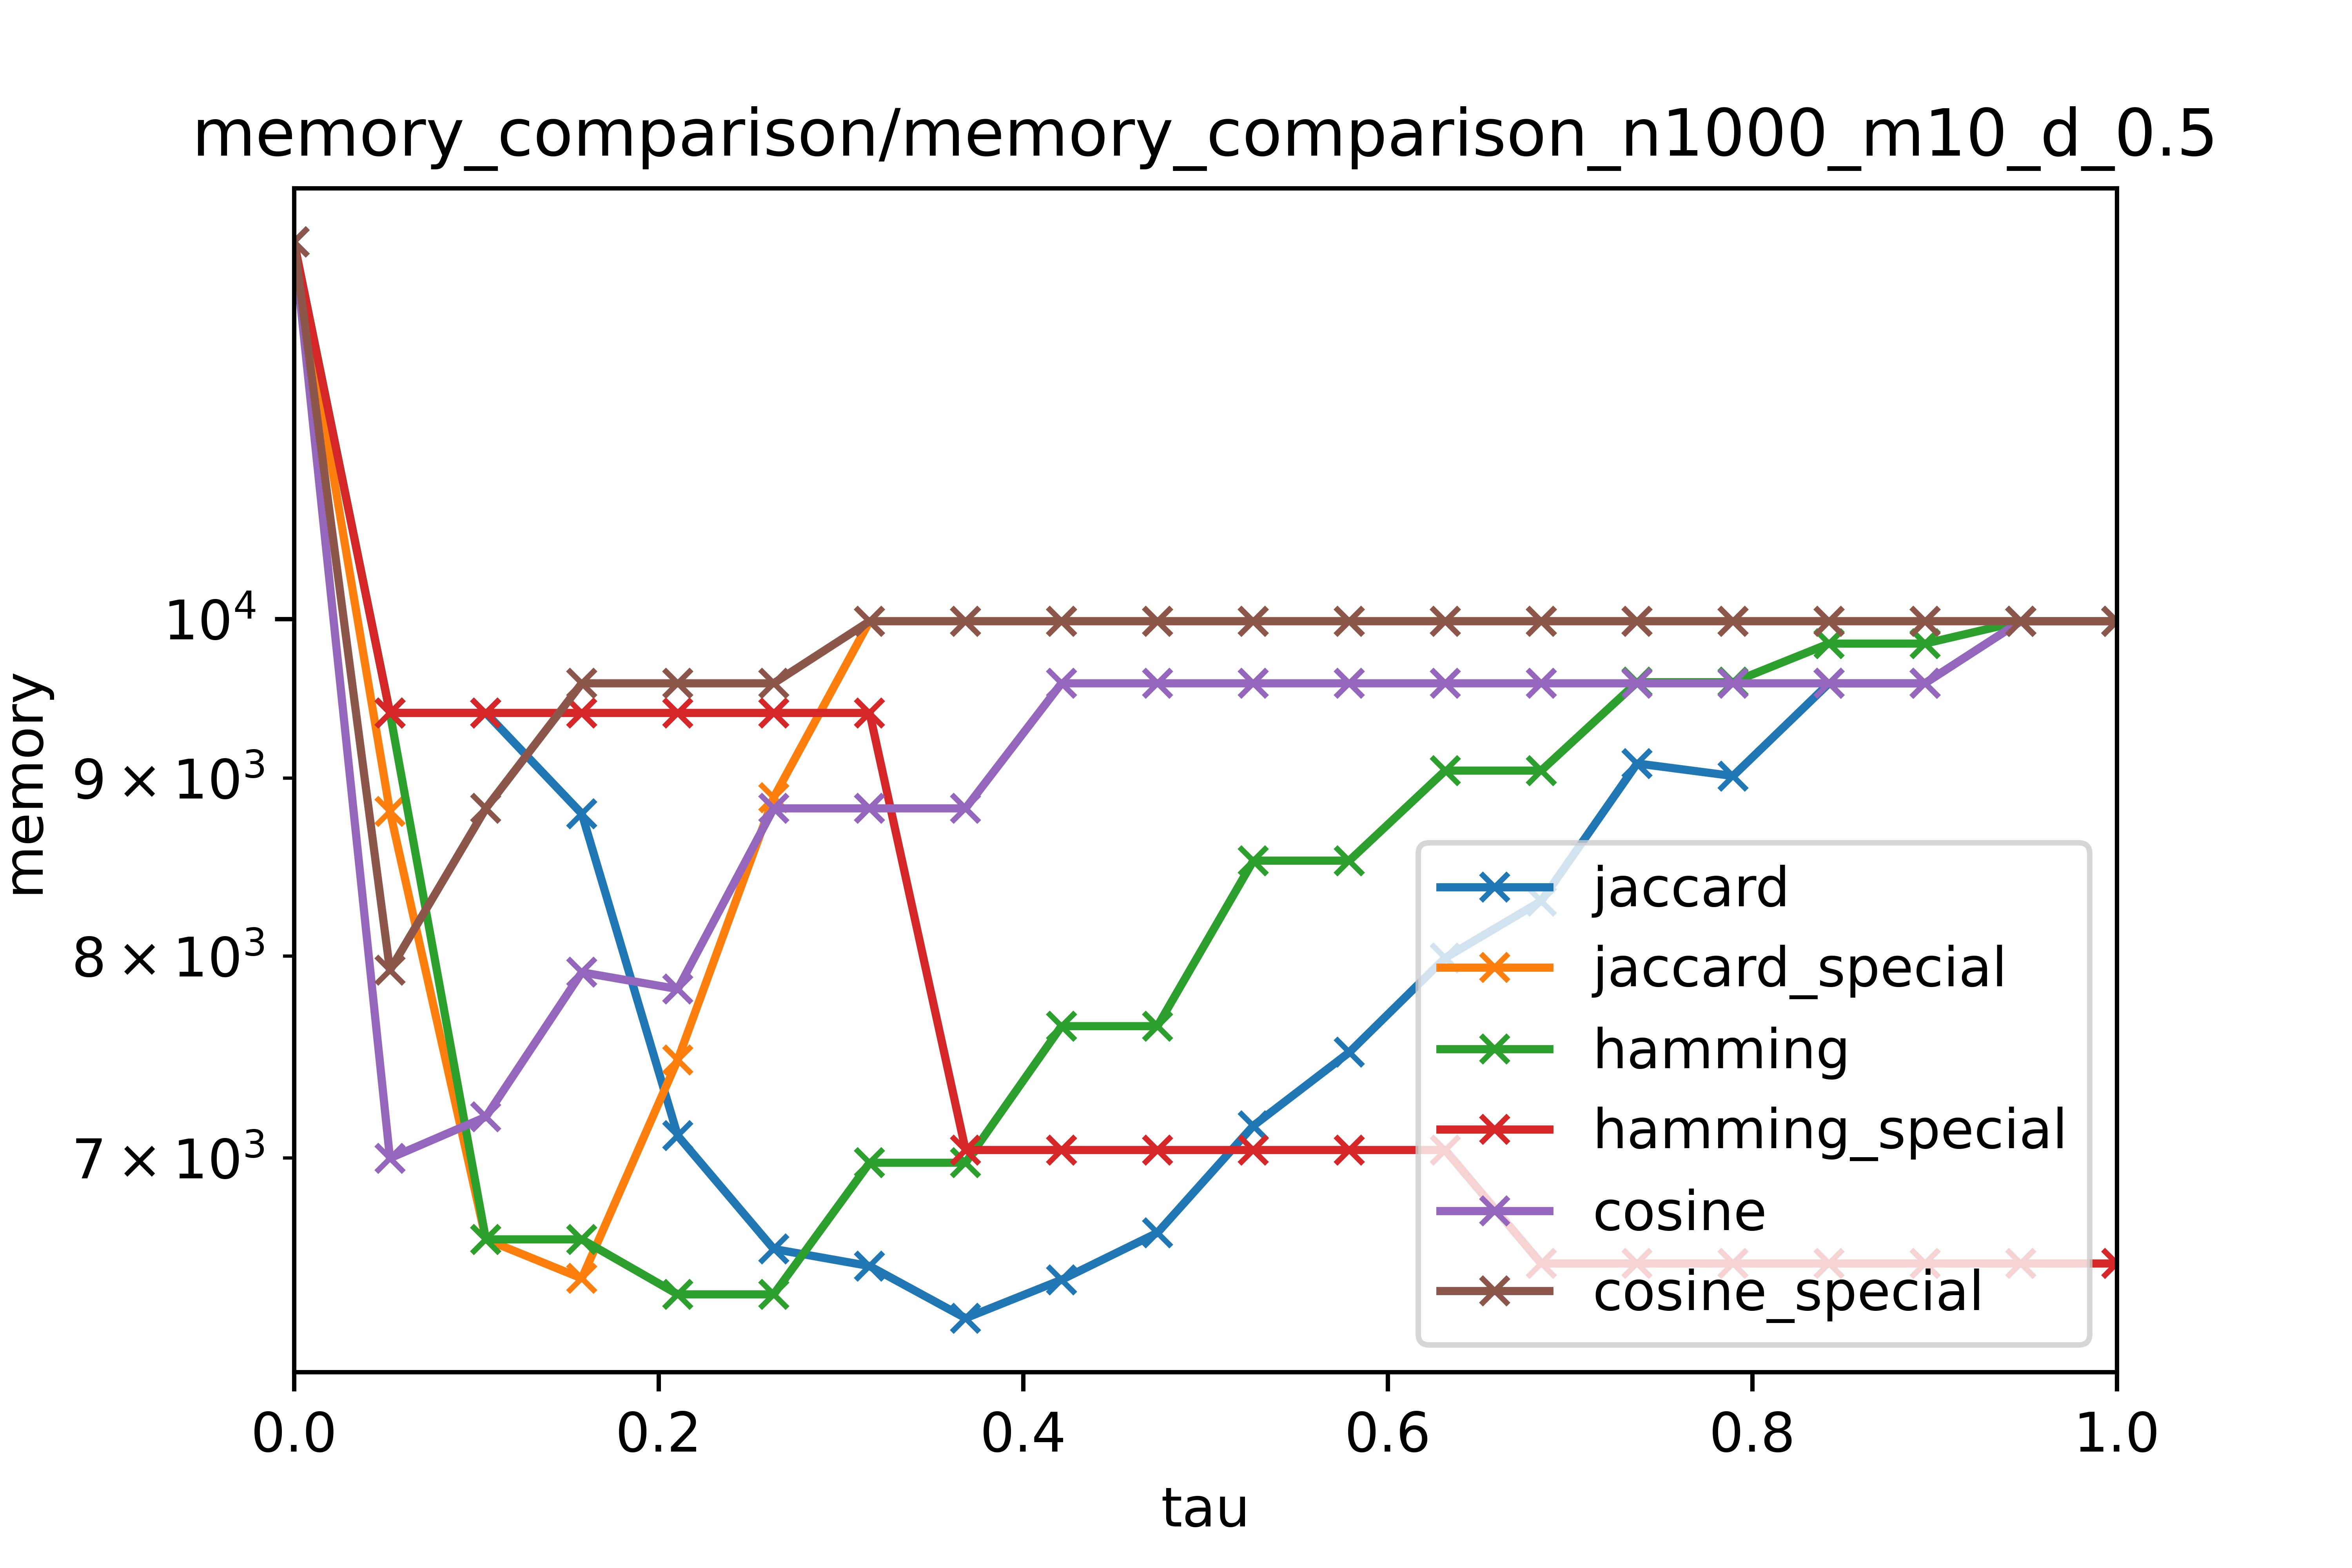 memory_comparison/memory_comparison_n1000_m10_d_0.5
memory
10⁴
9 × 10³
8 × 10³
7 × 10³
jaccard
jaccard_special
hamming
hamming_special
cosine
cosine_special
0.0 0.2 0.4 0.6 0.8 1.0
tau